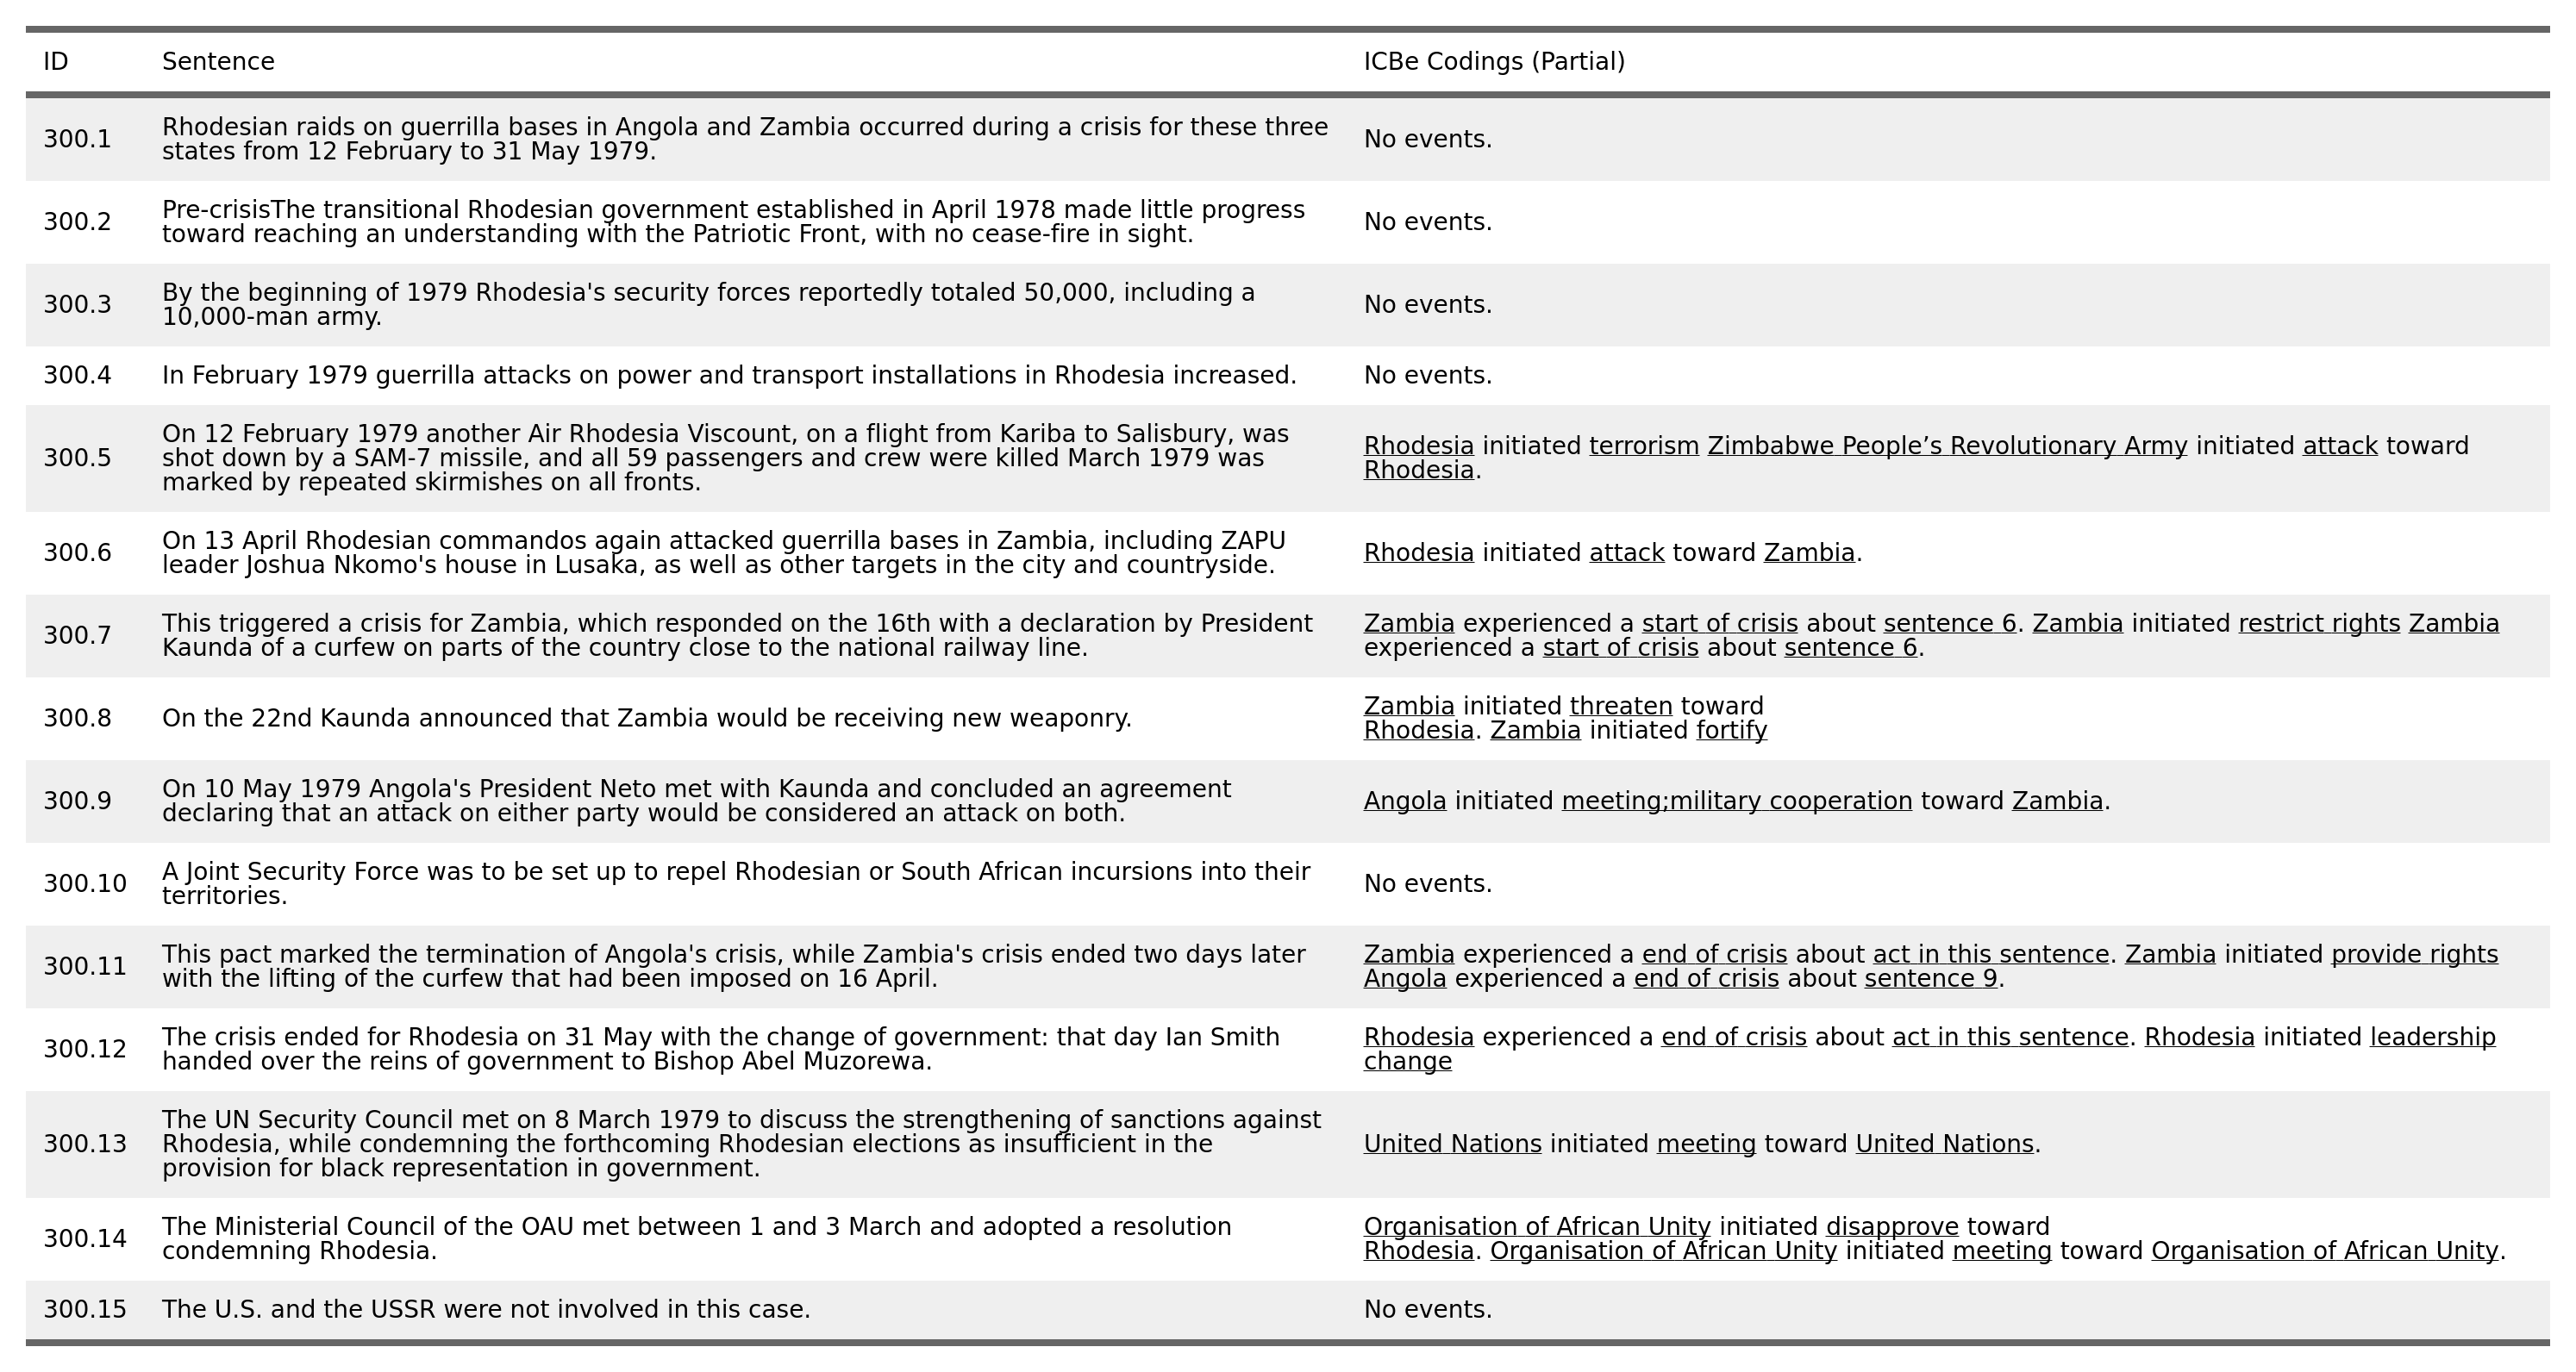 ID Sentence ICBe Codings (Partial)
300.1 Rhodesian raids on guerrilla bases in Angola and Zambia occurred during a crisis for these three
states from 12 February to 31 May 1979.
No events.
300.2 Pre-crisisThe transitional Rhodesian government established in April 1978 made little progress
toward reaching an understanding with the Patriotic Front, with no cease-fire in sight.
No events.
300.3 By the beginning of 1979 Rhodesia's security forces reportedly totaled 50,000, including a
10,000-man army.
No events.
300.4 In February 1979 guerrilla attacks on power and transport installations in Rhodesia increased.
No events.
300.5 On 12 February 1979 another Air Rhodesia Viscount, on a flight from Kariba to Salisbury, was
shot down by a SAM-7 missile, and all 59 passengers and crew were killed March 1979 was
marked by repeated skirmishes on all fronts.
Rhodesia initiated terrorism Zimbabwe People’s Revolutionary Army initiated attack toward
Rhodesia.
300.6 On 13 April Rhodesian commandos again attacked guerrilla bases in Zambia, including ZAPU
leader Joshua Nkomo's house in Lusaka, as well as other targets in the city and countryside.
Rhodesia initiated attack toward Zambia.
300.7 This triggered a crisis for Zambia, which responded on the 16th with a declaration by President
Kaunda of a curfew on parts of the country close to the national railway line.
Zambia experienced a start of crisis about sentence 6. Zambia initiated restrict rights Zambia
experienced a start of crisis about sentence 6.
300.8 On the 22nd Kaunda announced that Zambia would be receiving new weaponry.
Zambia initiated threaten toward
Rhodesia. Zambia initiated fortify
300.9 On 10 May 1979 Angola's President Neto met with Kaunda and concluded an agreement
declaring that an attack on either party would be considered an attack on both.
Angola initiated meeting;military cooperation toward Zambia.
300.10 A Joint Security Force was to be set up to repel Rhodesian or South African incursions into their
territories.
No events.
300.11 This pact marked the termination of Angola's crisis, while Zambia's crisis ended two days later
with the lifting of the curfew that had been imposed on 16 April.
Zambia experienced a end of crisis about act in this sentence. Zambia initiated provide rights
Angola experienced a end of crisis about sentence 9.
300.12 The crisis ended for Rhodesia on 31 May with the change of government: that day Ian Smith
handed over the reins of government to Bishop Abel Muzorewa.
Rhodesia experienced a end of crisis about act in this sentence. Rhodesia initiated leadership
change
300.13 The UN Security Council met on 8 March 1979 to discuss the strengthening of sanctions against
Rhodesia, while condemning the forthcoming Rhodesian elections as insufficient in the
provision for black representation in government.
United Nations initiated meeting toward United Nations.
300.14 The Ministerial Council of the OAU met between 1 and 3 March and adopted a resolution
condemning Rhodesia.
Organisation of African Unity initiated disapprove toward
Rhodesia. Organisation of African Unity initiated meeting toward Organisation of African Unity.
300.15 The U.S. and the USSR were not involved in this case.
No events.